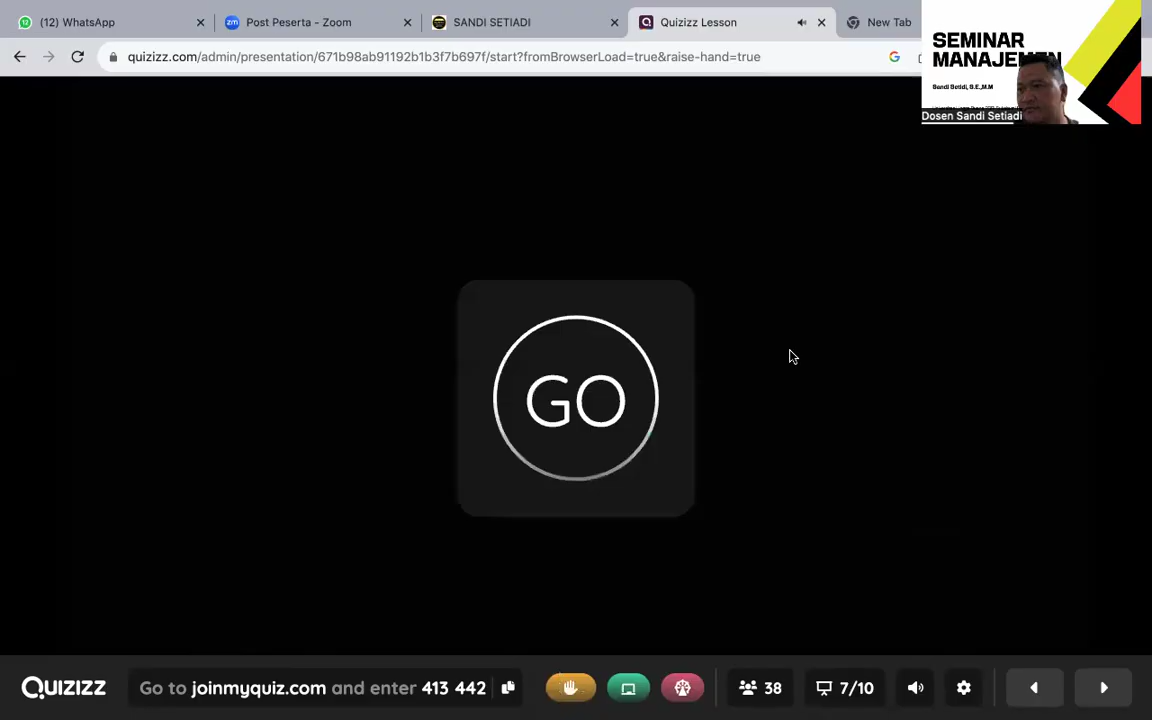 (12) WhatsApp
Post Peserta - Zoom
SANDI SETIADI
Quizizz Lesson
New Tab
quizizz.com/admin/presentation/671b98ab91192b1b3f7b697f/start?fromBrowserLoad=true&raise-hand=true
SEMINAR
MANAJEMEN
Sandi Setidi, S.E.,M.M
Dosen Sandi Setiadi
GO
QUIZIZZ
Go to joinmyquiz.com and enter 413 442
38
7/10